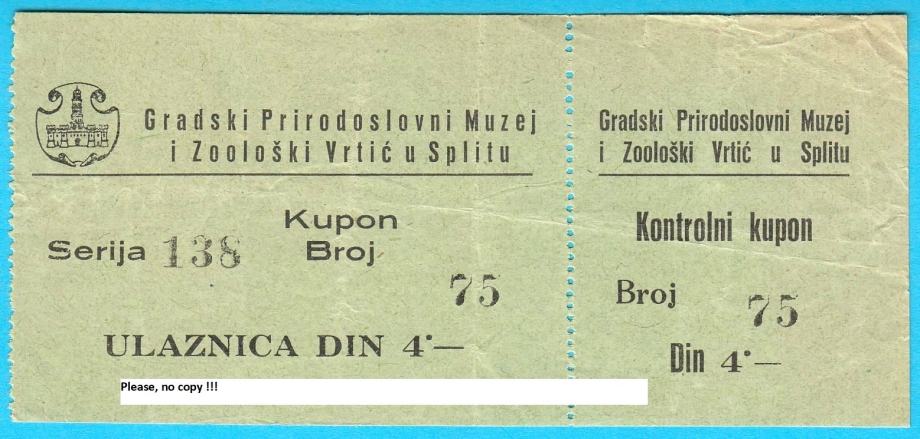 Gradski Prirodoslovni Muzej
i Zoološki Vrtić u Splitu
Serija 138
Kupon
Broj
75
ULAZNICA DIN 4·—
Please, no copy !!!
Gradski Prirodoslovni Muzej
i Zoološki Vrtić u Splitu
Kontrolni kupon
Broj 75
Din 4·—